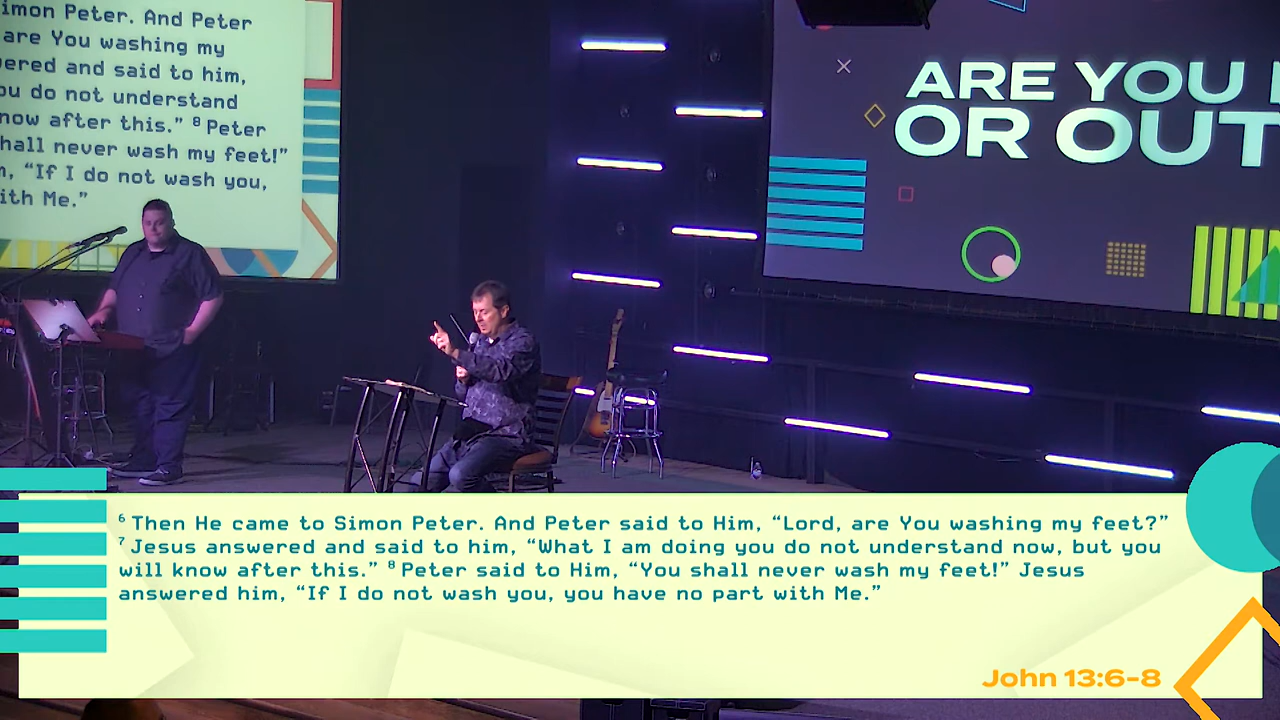 imon Peter. And Peter
are You washing my
ered and said to him,
ou do not understand
now after this.” ⁸ Peter
hall never wash my feet!”
, “If I do not wash you,
ith Me.”
ARE YOU
OR OUT
⁶ Then He came to Simon Peter. And Peter said to Him, “Lord, are You washing my feet?”
⁷ Jesus answered and said to him, “What I am doing you do not understand now, but you
will know after this.” ⁸ Peter said to Him, “You shall never wash my feet!” Jesus
answered him, “If I do not wash you, you have no part with Me.”
John 13:6-8